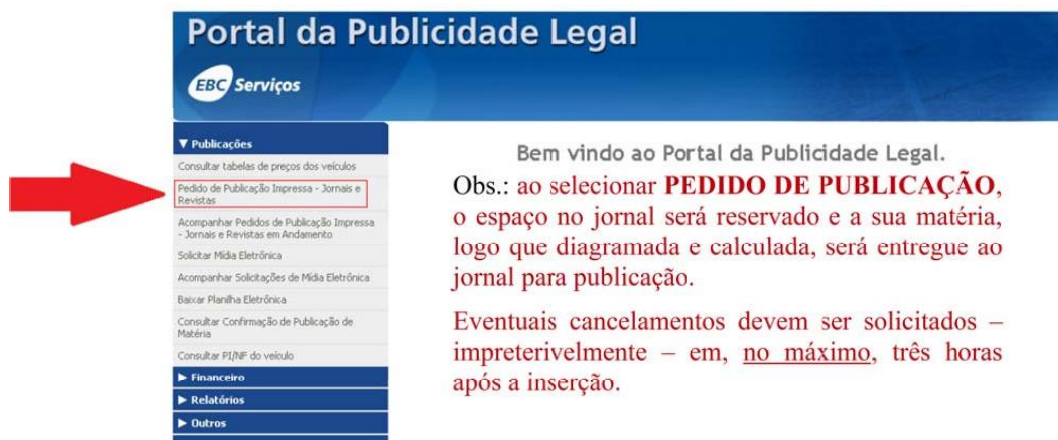 Portal da Publicidade Legal
EBC Serviços
▼ Publicações
Consultar tabelas de preços dos veículos
Pedido de Publicação Impressa - Jornais e
Revistas
Acompanhar Pedidos de Publicação Impressa
- Jornais e Revistas em Andamento
Solicitar Mídia Eletrônica
Acompanhar Solicitações de Mídia Eletrônica
Baixar Planilha Eletrônica
Consultar Confirmação de Publicação de
Matéria
Consultar PI/NF do veículo
► Financeiro
► Relatórios
► Outros
Bem vindo ao Portal da Publicidade Legal.
Obs.: ao selecionar PEDIDO DE PUBLICAÇÃO,
o espaço no jornal será reservado e a sua matéria,
logo que diagramada e calculada, será entregue ao
jornal para publicação.
Eventuais cancelamentos devem ser solicitados –
impreterivelmente – em, no máximo, três horas
após a inserção.